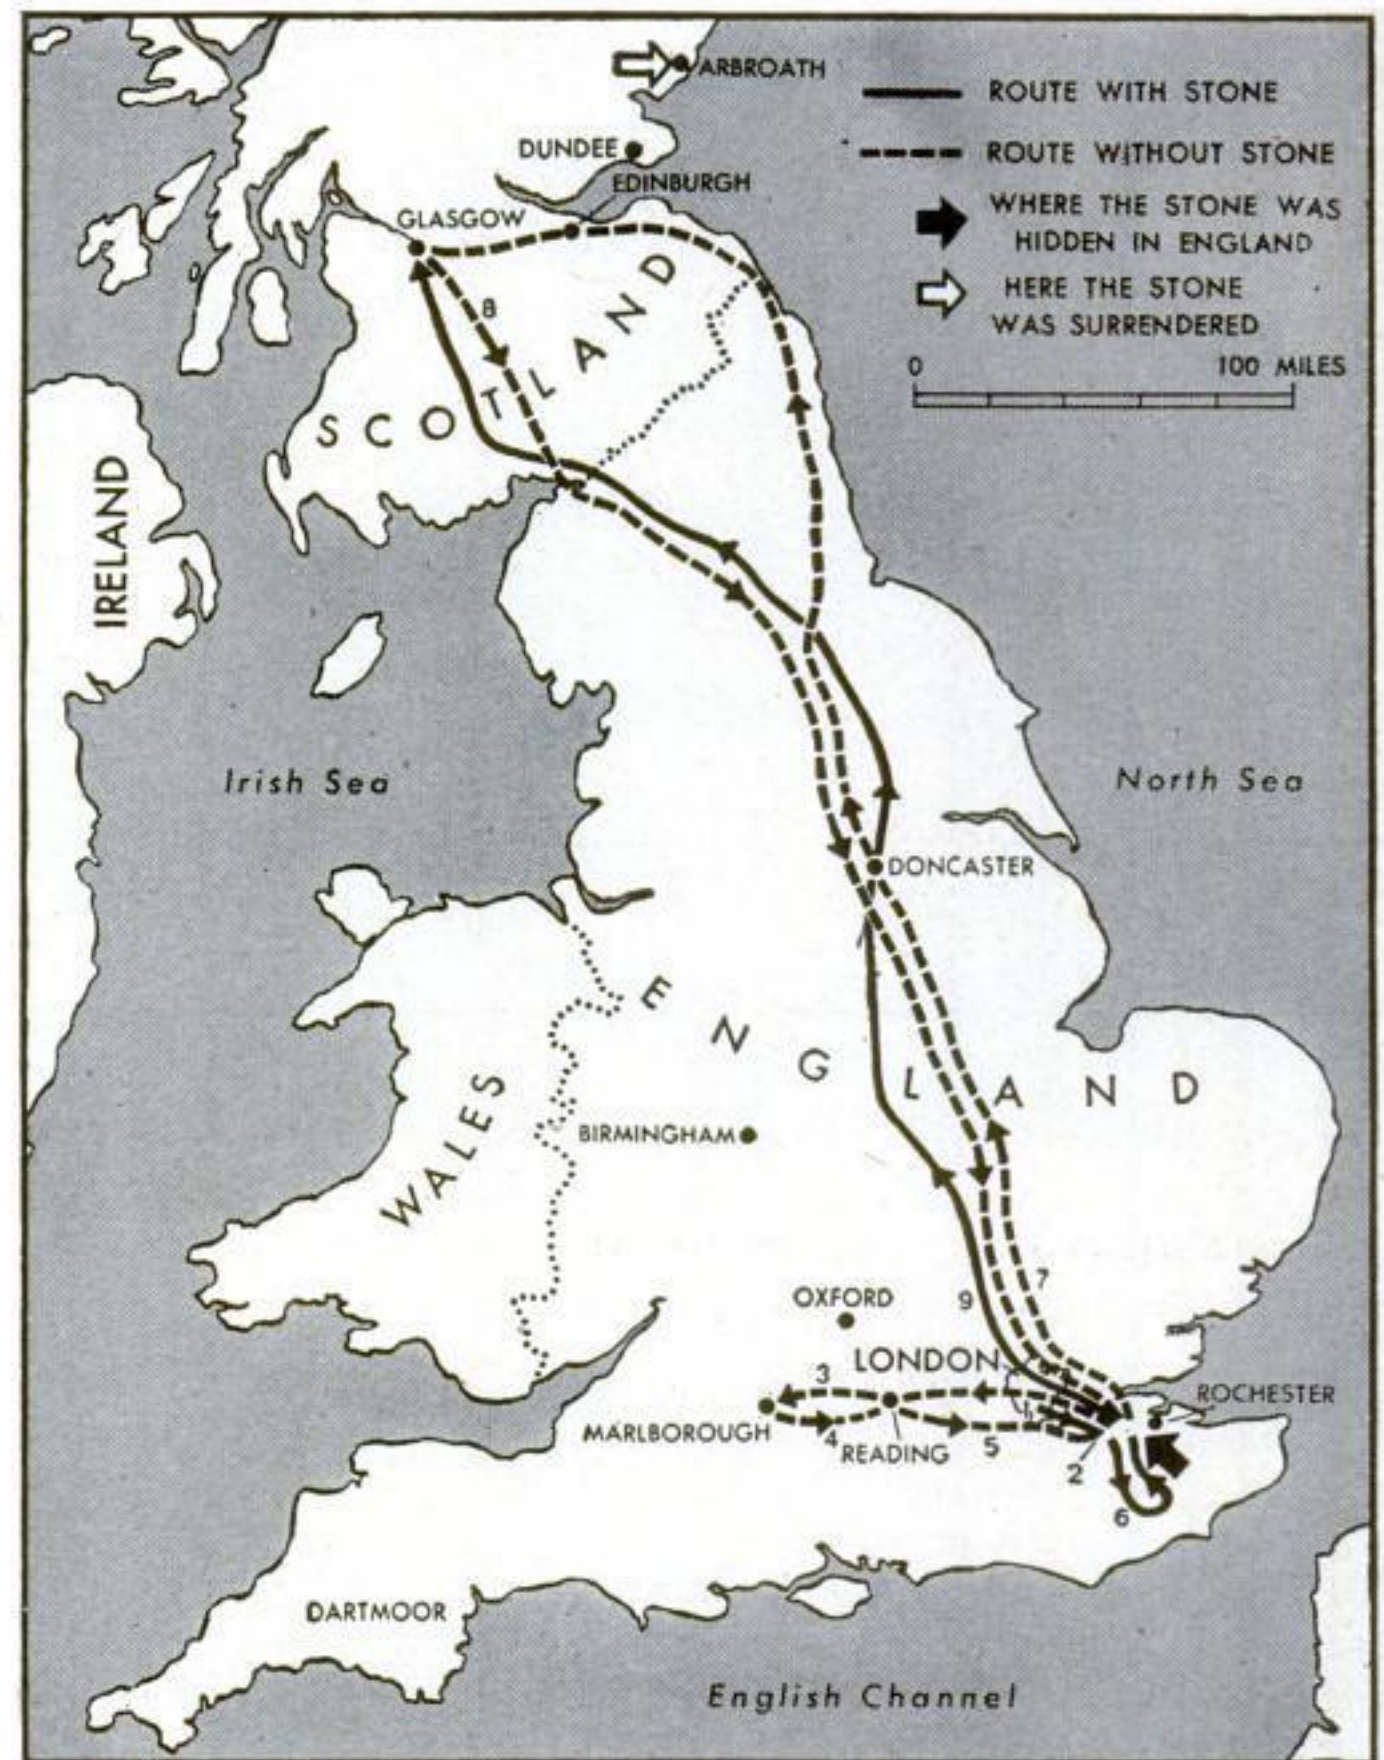 ARBROATH
ROUTE WITH STONE
DUNDEE
ROUTE WITHOUT STONE
EDINBURGH
WHERE THE STONE WAS
HIDDEN IN ENGLAND
GLASGOW
HERE THE STONE
WAS SURRENDERED
8
0 100 MILES
SCOTLAND
IRELAND
Irish Sea
North Sea
DONCASTER
ENGLAND
WALES
BIRMINGHAM
7
OXFORD
9
LONDON
3
ROCHESTER
1
MARLBOROUGH
4
READING
5
2
6
DARTMOOR
English Channel